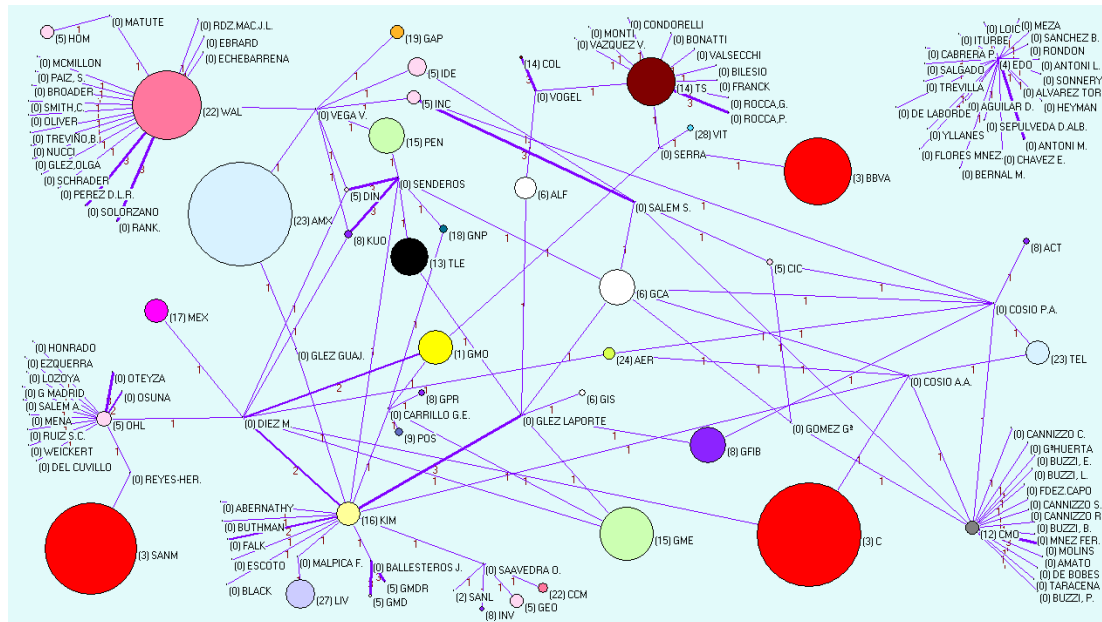 (0) MATUTE
(5) HOM
(0) RDZ.MAC.J.L.
(0) EBRARD
(0) ECHEBARRENA
(0) MCMILLON
(0) PAIZ, S.
(0) BROADER
(0) SMITH,C.
(0) OLIVER
(0) TREVIÑO.B.
(0) NUCCI
(0) GLEZ,OLGA
(0) SCHRADER
(0) PEREZ D.L.R.
(0) SOLORZANO
(0) RANK.
(22) WAL
(19) GAP
(5) IDE
(5) INC
(0) VEGA V.
(15) PEN
(0) SENDEROS
(5) DIN
(8) KUO
(18) GNP
(13) TLE
(23) AMX
(14) COL
(0) VOGEL
(6) ALF
(0) MONTI
(0) VAZQUEZ V.
(0) CONDORELLI
(0) BONATTI
(0) VALSECCHI
(0) BILESIO
(0) FRANCK
(14) TS
(0) ROCCA,G.
(0) ROCCA,P.
(28) VIT
(0) SERRA
(3) BBVA
(0) LOIC
(0) MEZA
(0) ITURBE
(0) SANCHEZ B.
(0) CABRERA P.
(0) RONDON
(4) EDO
(0) ANTONI L.
(0) SALGADO
(0) SONNERY
(0) TREVILLA
(0) ALVAREZ TOR
(0) AGUILAR D.
(0) HEYMAN
(0) DE LABORDE
(0) SEPULVEDA D.ALB.
(0) YLLANES
(0) ANTONI M.
(0) FLORES MNEZ
(0) CHAVEZ E.
(0) BERNAL M.
(0) SALEM S.
(5) CIC
(8) ACT
(6) GCA
(0) COSIO P.A.
(23) TEL
(17) MEX
(0) GLEZ GUAJ.
(1) GMO
(24) AER
(0) COSIO A.A.
(0) HONRADO
(0) EZQUERRA
(0) LOZOYA
(0) G MADRID
(0) SALEM A
(0) MENA
(0) RUIZ S.C.
(0) WEICKERT
(0) DEL CUVILLO
(0) OTEYZA
(0) OSUNA
(5) OHL
(0) DIEZ M.
(8) GPR
(0) CARRILLO G.E.
(9) POS
(6) GIS
(0) GLEZ LAPORTE
(8) GFIB
(0) GOMEZ Gª
(0) REYES-HER.
(3) SANM
(0) ABERNATHY
(0) BUTHMAN
(0) FALK
(0) ESCOTO
(0) BLACK
(16) KIM
(0) MALPICA F.
(27) LIV
(0) BALLESTEROS J.
(5) GMDR
(5) GMD
(0) SAAVEDRA O.
(2) SANL
(22) CCM
(8) INV
(5) GEO
(15) GME
(3) C
(12) CMO
(0) CANNIZZO C.
(0) GªHUERTA
(0) BUZZI, E.
(0) BUZZI, L.
(0) FDEZ.CAPO
(0) CANNIZZO S.
(0) CANNIZZO R
(0) BUZZI, B.
(0) MNEZ FER.
(0) MOLINS
(0) AMATO
(0) DE BOBES
(0) TARACENA
(0) BUZZI, P.